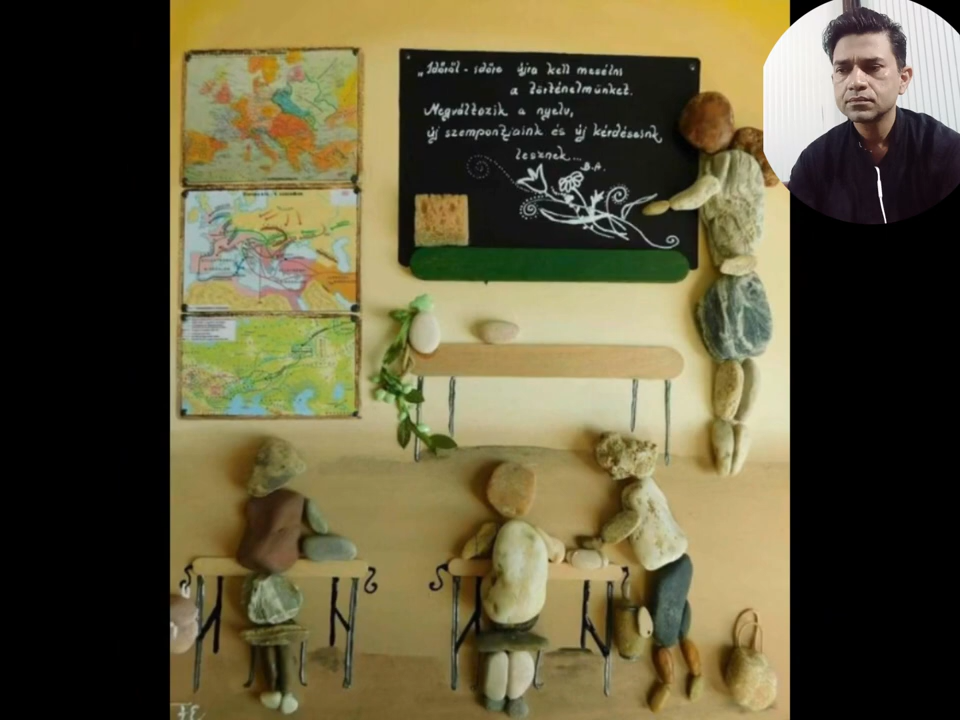 „Időről - időre újra kell mesélni
a történelmünket.
Megváltozik a nyelv,
új szempontjaink és új kérdéseink
lesznek...
B.A.